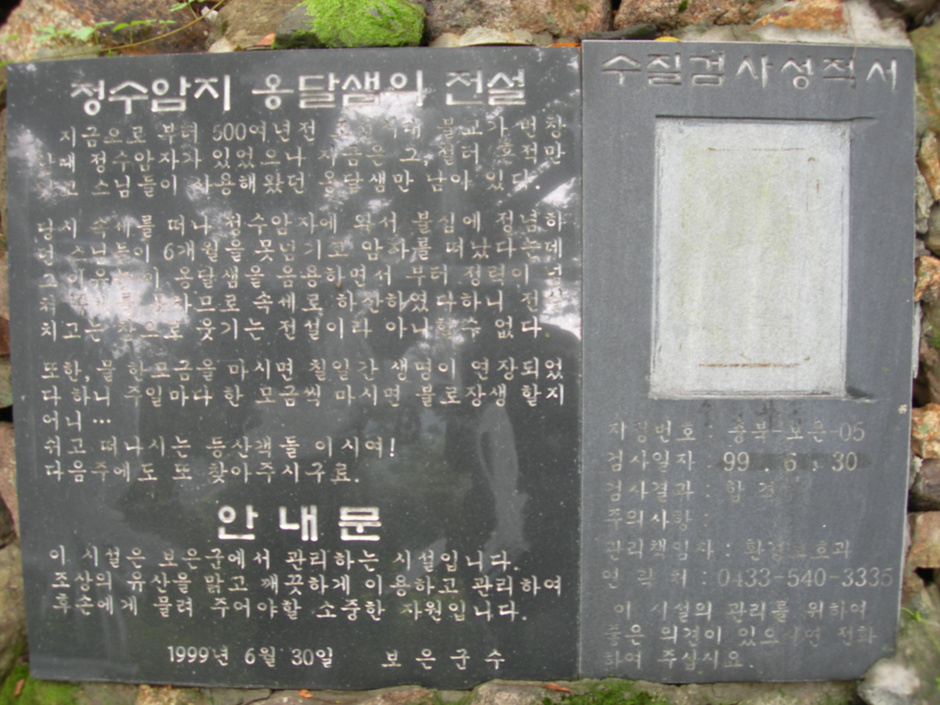 정수암지 옹달샘의 전설
지금으로 부터 500여년전 불교가 번창
정수암자가 있었으나 지금은 그 흔적만
스님들이 사용해 왔던 옹달샘만 남아 있다.
당시 속세를 떠나 정수암자에 와서 불심에 정념하
스님들이 6개월을 못넘기고 암자를 떠났다는데
옹달샘물을 음용하면서 부터 정력이
하므로 속세로 하산하였다하니
치고는 참으로 웃기는 전설이라 아니할수 없다.
또한, 물 한모금을 마시면 칠일간 생명이 연장되었
다 하니 주일마다 한 모금씩 마시면 불로장생 할지
어니…
쉬고 떠나시는 등산객들 이시여!
다음주에도 또 찾아주시구료.
안내문
이 시설은 보은군에서 관리하는 시설입니다.
조상의 유산을 맑고 깨끗하게 이용하고 관리하여
후손에게 물려 주어야할 소중한 자원입니다.
1999년 6월 30일 보은군수
수질검사성적서
지정번호 : 충북-보은-05
검사일자 : 99. 6. 30
검사결과 : 합격
주의사항 :
관리책임자 : 환경보호과
연락처 : 0433-540-3335
이 시설의 관리를 위하여
좋은 의견이 있으시면 전화
하여 주십시요.